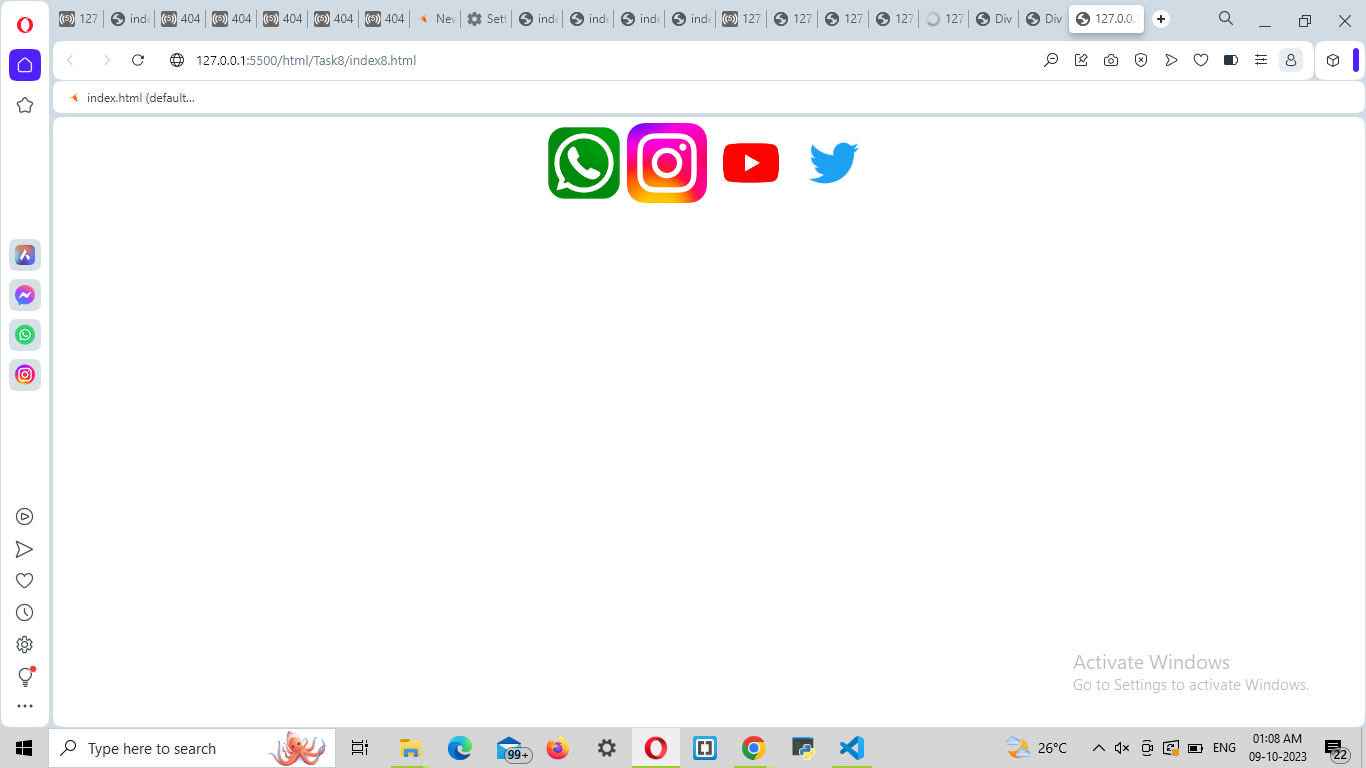 127
inde
404
404
404
404
404
New
Sett
inde
inde
inde
inde
127
127
127
127
127
Div
Div
127.0.0.
127.0.0.1:5500/html/Task8/index8.html
index.html (default...
Activate Windows
Go to Settings to activate Windows.
Type here to search
99+
26°C
ENG
01:08 AM
09-10-2023
22